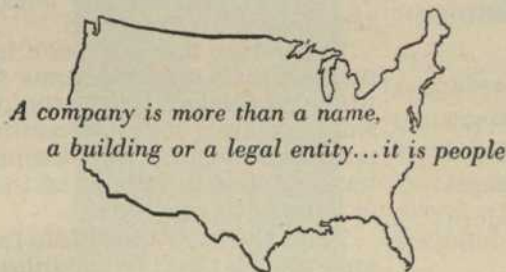 A company is more than a name,
a building or a legal entity...it is people